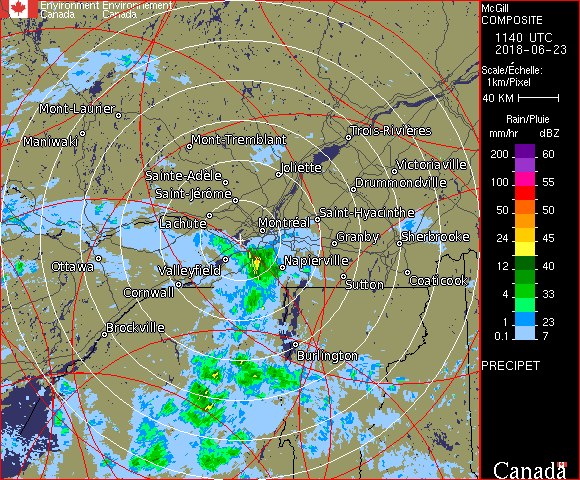 Environment Environnement
Canada Canada
McGill
COMPOSITE
1140 UTC
2018-06-23
Scale/Échelle:
1km/Pixel
40 KM
Rain/Pluie
mm/hr dBZ
200 60
100 55
50 50
24 45
12 40
4 33
1 23
0.1 7
PRECIPET
Canada
Mont-Laurier
Maniwaki
Mont-Tremblant
Trois-Rivières
Joliette
Victoriaville
Sainte-Adèle
Drummondville
Saint-Jérôme
Saint-Hyacinthe
Lachute
Montréal
Granby
Sherbrooke
Ottawa
Valleyfield
Napierville
Cornwall
Sutton
Coaticook
Brockville
Burlington